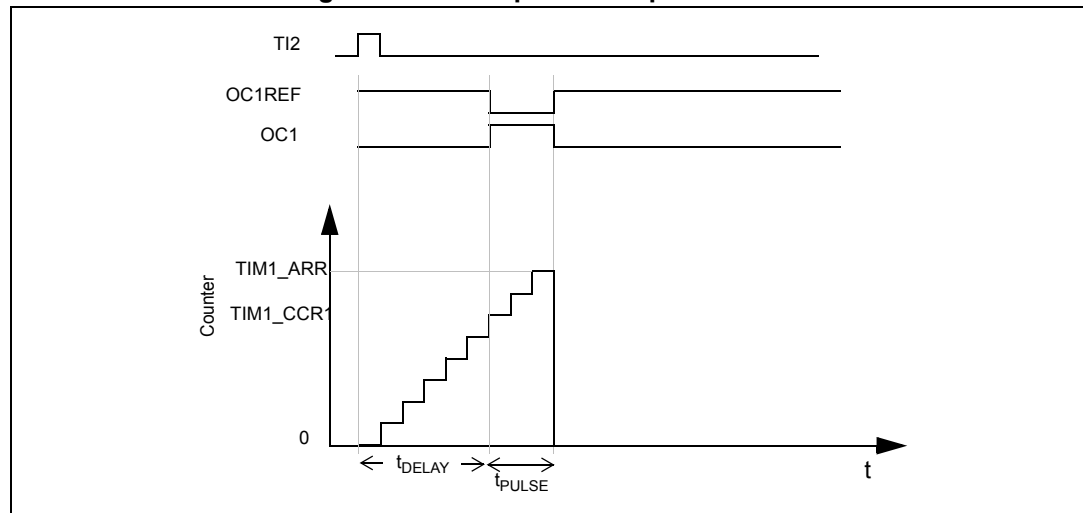 TI2
OC1REF
OC1
TIM1_ARR
TIM1_CCR1
Counter
0
tDELAY
tPULSE
t